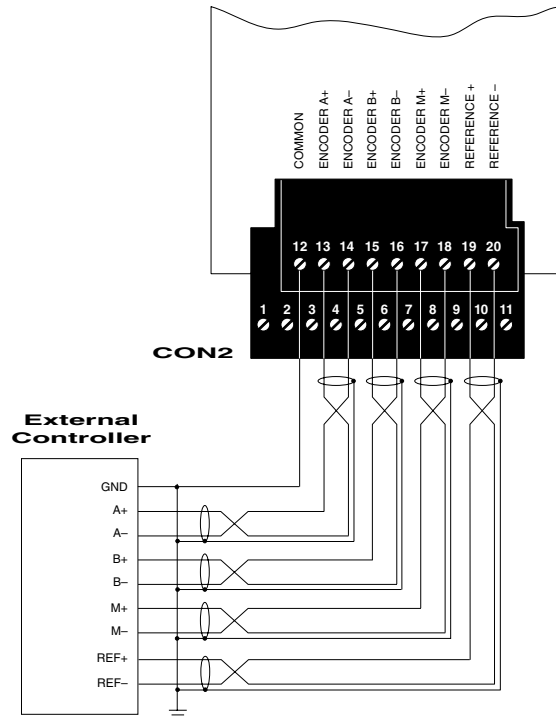 COMMON
ENCODER A+
ENCODER A–
ENCODER B+
ENCODER B–
ENCODER M+
ENCODER M–
REFERENCE +
REFERENCE –
12 13 14 15 16 17 18 19 20
1 2 3 4 5 6 7 8 9 10 11
CON2
External
Controller
GND
A+
A–
B+
B–
M+
M–
REF+
REF–